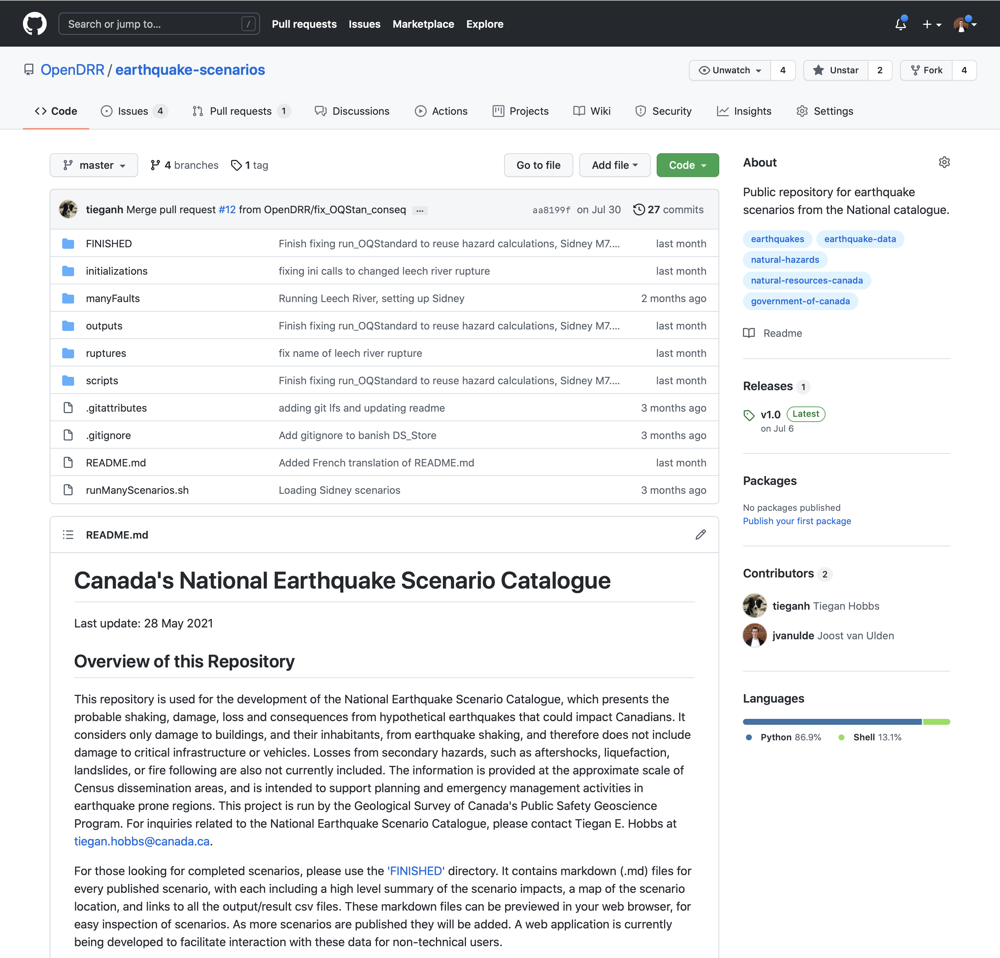 Search or jump to... /
Pull requests Issues Marketplace Explore
OpenDRR / earthquake-scenarios
Unwatch 4 Unstar 2 Fork 4
Code Issues 4 Pull requests 1 Discussions Actions Projects Wiki Security Insights Settings
master 4 branches 1 tag Go to file Add file Code
tieganh Merge pull request #12 from OpenDRR/fix_OQStan_conseq ... aa8199f on Jul 30 27 commits
FINISHED Finish fixing run_OQStandard to reuse hazard calculations, Sidney M7.... last month
initializations fixing ini calls to changed leech river rupture last month
manyFaults Running Leech River, setting up Sidney 2 months ago
outputs Finish fixing run_OQStandard to reuse hazard calculations, Sidney M7.... last month
ruptures fix name of leech river rupture last month
scripts Finish fixing run_OQStandard to reuse hazard calculations, Sidney M7.... last month
.gitattributes adding git lfs and updating readme 3 months ago
.gitignore Add gitignore to banish DS_Store 3 months ago
README.md Added French translation of README.md last month
runManyScenarios.sh Loading Sidney scenarios 3 months ago
README.md
Canada's National Earthquake Scenario Catalogue
Last update: 28 May 2021
Overview of this Repository
This repository is used for the development of the National Earthquake Scenario Catalogue, which presents the
probable shaking, damage, loss and consequences from hypothetical earthquakes that could impact Canadians. It
considers only damage to buildings, and their inhabitants, from earthquake shaking, and therefore does not include
damage to critical infrastructure or vehicles. Losses from secondary hazards, such as aftershocks, liquefaction,
landslides, or fire following are also not currently included. The information is provided at the approximate scale of
Census dissemination areas, and is intended to support planning and emergency management activities in
earthquake prone regions. This project is run by the Geological Survey of Canada's Public Safety Geoscience
Program. For inquiries related to the National Earthquake Scenario Catalogue, please contact Tiegan E. Hobbs at
tiegan.hobbs@canada.ca.
For those looking for completed scenarios, please use the 'FINISHED' directory. It contains markdown (.md) files for
every published scenario, with each including a high level summary of the scenario impacts, a map of the scenario
location, and links to all the output/result csv files. These markdown files can be previewed in your web browser, for
easy inspection of scenarios. As more scenarios are published they will be added. A web application is currently
being developed to facilitate interaction with these data for non-technical users.
About
Public repository for earthquake
scenarios from the National catalogue.
earthquakes earthquake-data
natural-hazards
natural-resources-canada
government-of-canada
Readme
Releases 1
v1.0 Latest
on Jul 6
Packages
No packages published
Publish your first package
Contributors 2
tieganh Tiegan Hobbs
jvanulde Joost van Ulden
Languages
Python 86.9% Shell 13.1%